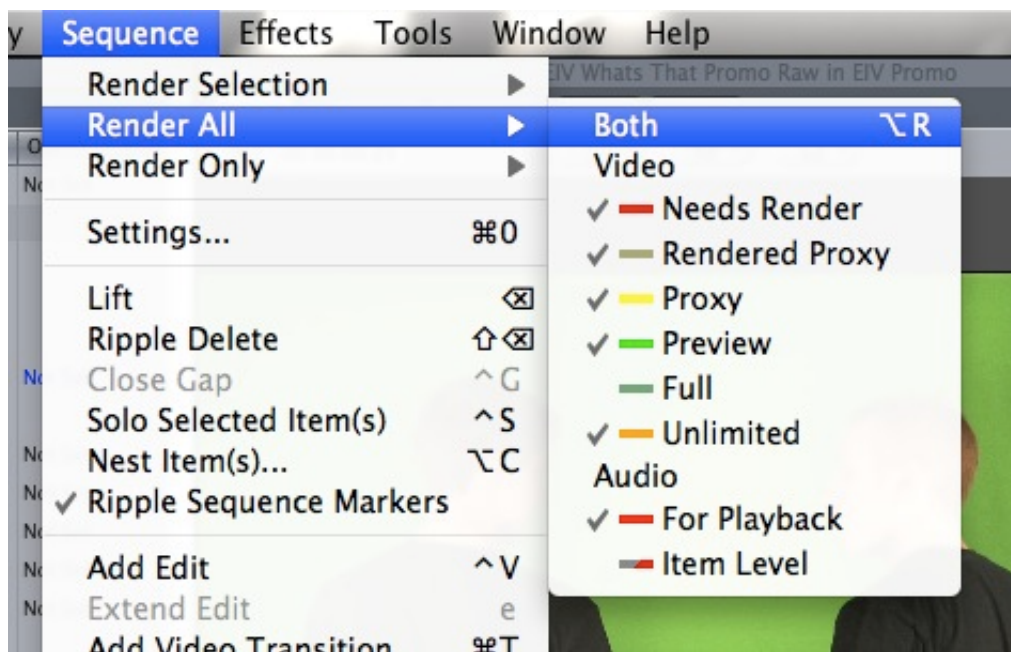 y Sequence Effects Tools Window Help
EIV Whats That Promo Raw in EIV Promo
Render Selection
Render All
Render Only
Settings... ⌘0
Lift ⌫
Ripple Delete ⇧⌫
Close Gap ^G
Solo Selected Item(s) ^S
Nest Item(s)... ⌥C
✓ Ripple Sequence Markers
Add Edit ^V
Extend Edit e
Add Video Transition ⌘T
Both ⌥R
Video
✓ Needs Render
✓ Rendered Proxy
✓ Proxy
✓ Preview
Full
✓ Unlimited
Audio
✓ For Playback
Item Level